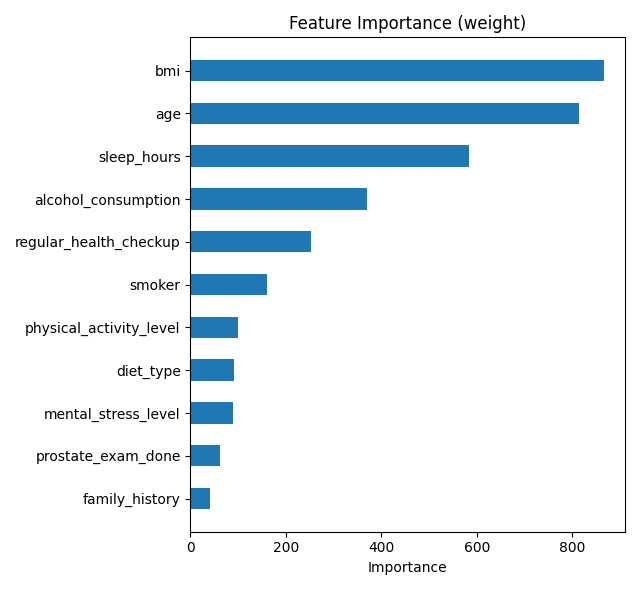 Feature Importance (weight)
bmi
age
sleep_hours
alcohol_consumption
regular_health_checkup
smoker
physical_activity_level
diet_type
mental_stress_level
prostate_exam_done
family_history
0 200 400 600 800
Importance